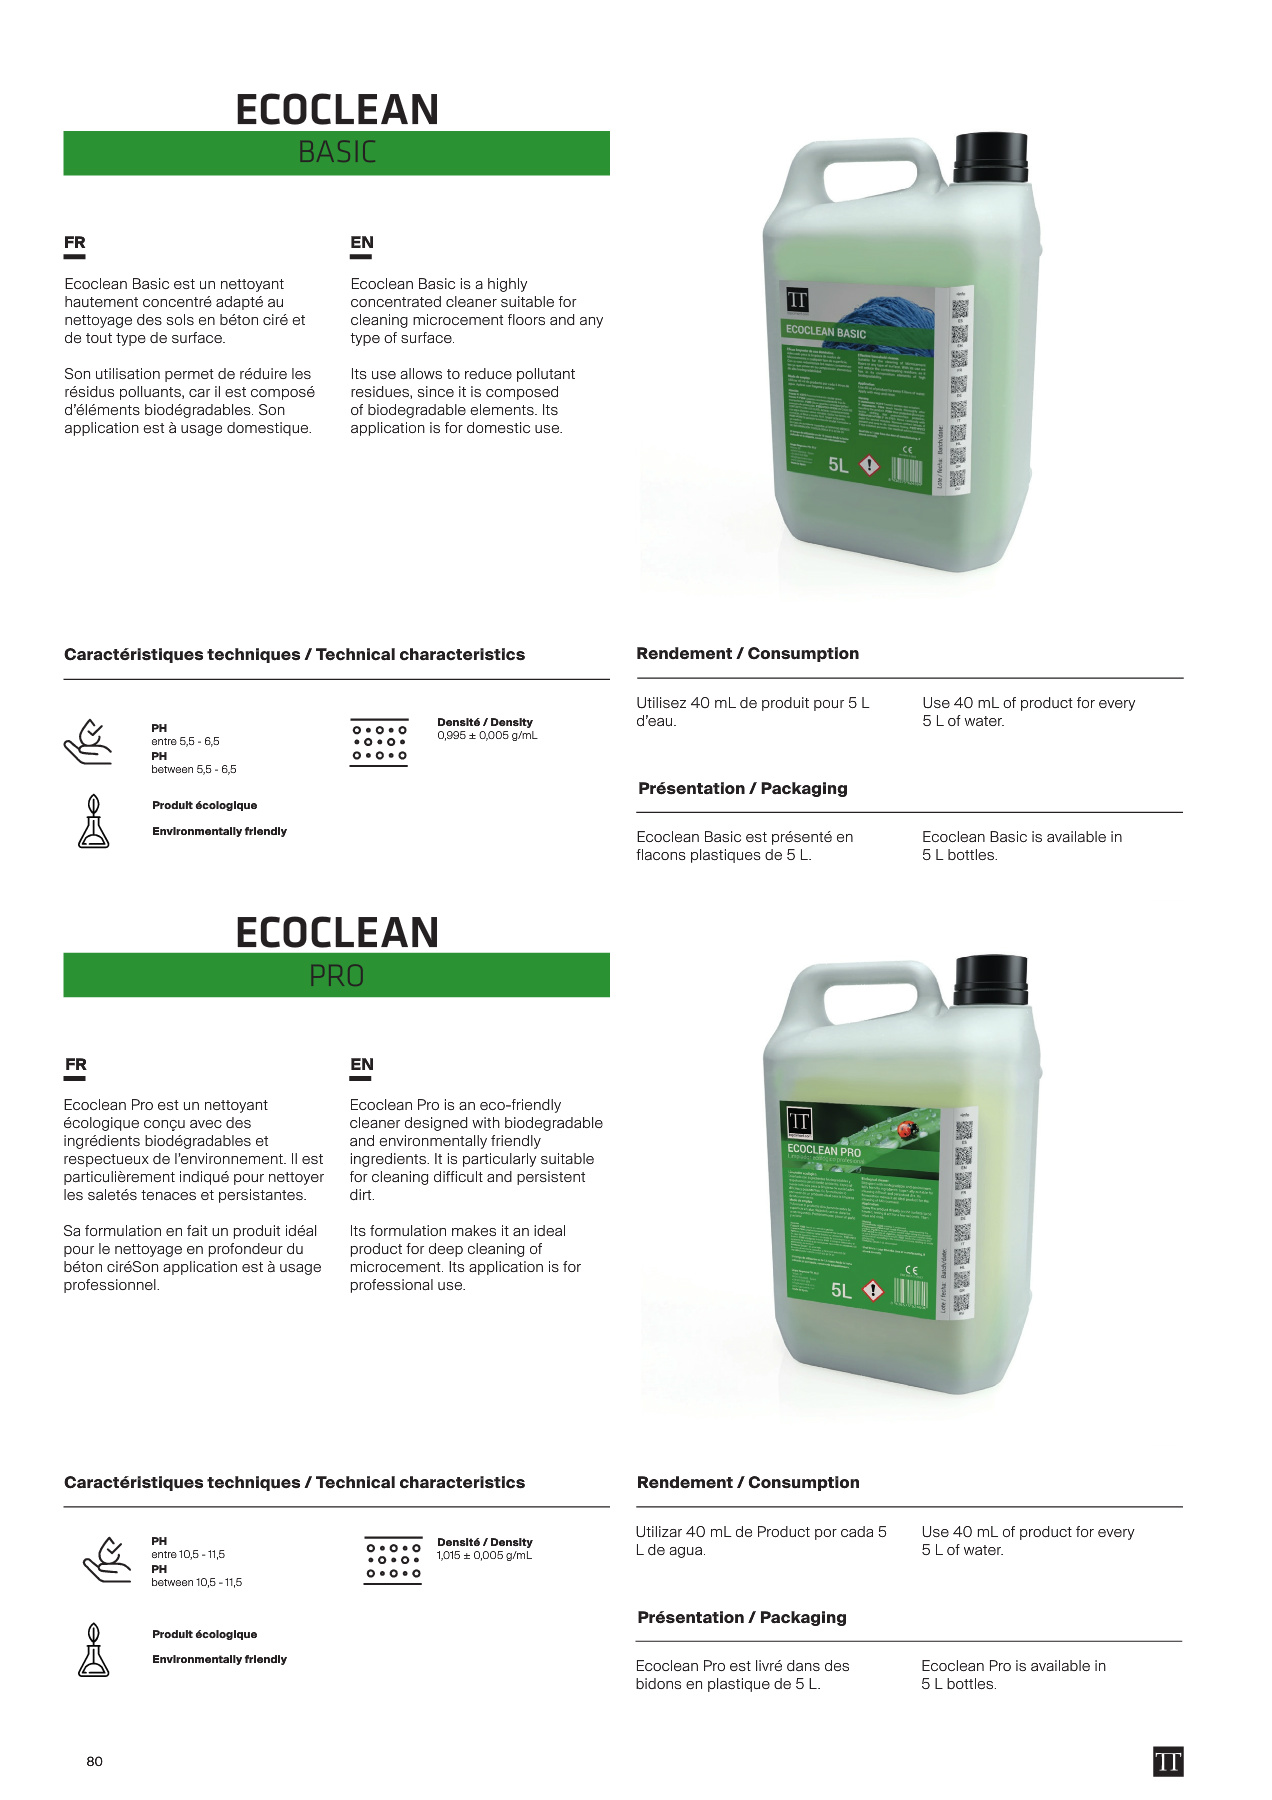 ECOCLEAN
BASIC
FR
Ecoclean Basic est un nettoyant
hautement concentré adapté au
nettoyage des sols en béton ciré et
de tout type de surface.
Son utilisation permet de réduire les
résidus polluants, car il est composé
d'éléments biodégradables. Son
application est à usage domestique.
EN
Ecoclean Basic is a highly
concentrated cleaner suitable for
cleaning microcement floors and any
type of surface.
Its use allows to reduce pollutant
residues, since it is composed
of biodegradable elements. Its
application is for domestic use.
TT
ECOCLEAN BASIC
5L
CE
Lote / fecha: Batch/date:
Caractéristiques techniques / Technical characteristics
PH
entre 5,5 - 6,5
PH
between 5,5 - 6,5
Densité / Density
0,995 ± 0,005 g/mL
Produit écologique
Environmentally friendly
Rendement / Consumption
Utilisez 40 mL de produit pour 5 L
d'eau.
Use 40 mL of product for every
5 L of water.
Présentation / Packaging
Ecoclean Basic est présenté en
flacons plastiques de 5 L.
Ecoclean Basic is available in
5 L bottles.
ECOCLEAN
PRO
FR
Ecoclean Pro est un nettoyant
écologique conçu avec des
ingrédients biodégradables et
respectueux de l'environnement. Il est
particulièrement indiqué pour nettoyer
les saletés tenaces et persistantes.
Sa formulation en fait un produit idéal
pour le nettoyage en profondeur du
béton ciréSon application est à usage
professionnel.
EN
Ecoclean Pro is an eco-friendly
cleaner designed with biodegradable
and environmentally friendly
ingredients. It is particularly suitable
for cleaning difficult and persistent
dirt.
Its formulation makes it an ideal
product for deep cleaning of
microcement. Its application is for
professional use.
TT
ECOCLEAN PRO
5L
CE
Lote / fecha: Batch/date:
Caractéristiques techniques / Technical characteristics
PH
entre 10,5 - 11,5
PH
between 10,5 - 11,5
Densité / Density
1,015 ± 0,005 g/mL
Produit écologique
Environmentally friendly
Rendement / Consumption
Utilizar 40 mL de Product por cada 5
L de agua.
Use 40 mL of product for every
5 L of water.
Présentation / Packaging
Ecoclean Pro est livré dans des
bidons en plastique de 5 L.
Ecoclean Pro is available in
5 L bottles.
80
TT